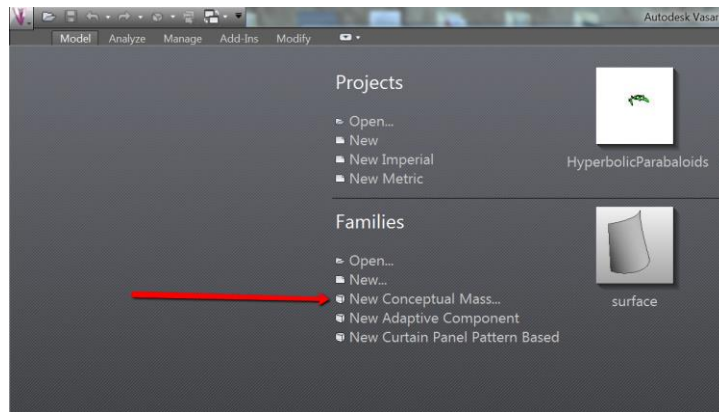 Autodesk Vasar
Model Analyze Manage Add-Ins Modify
Projects
Open...
New
New Imperial
New Metric
HyperbolicParabaloids
Families
Open...
New...
New Conceptual Mass...
New Adaptive Component
New Curtain Panel Pattern Based
surface